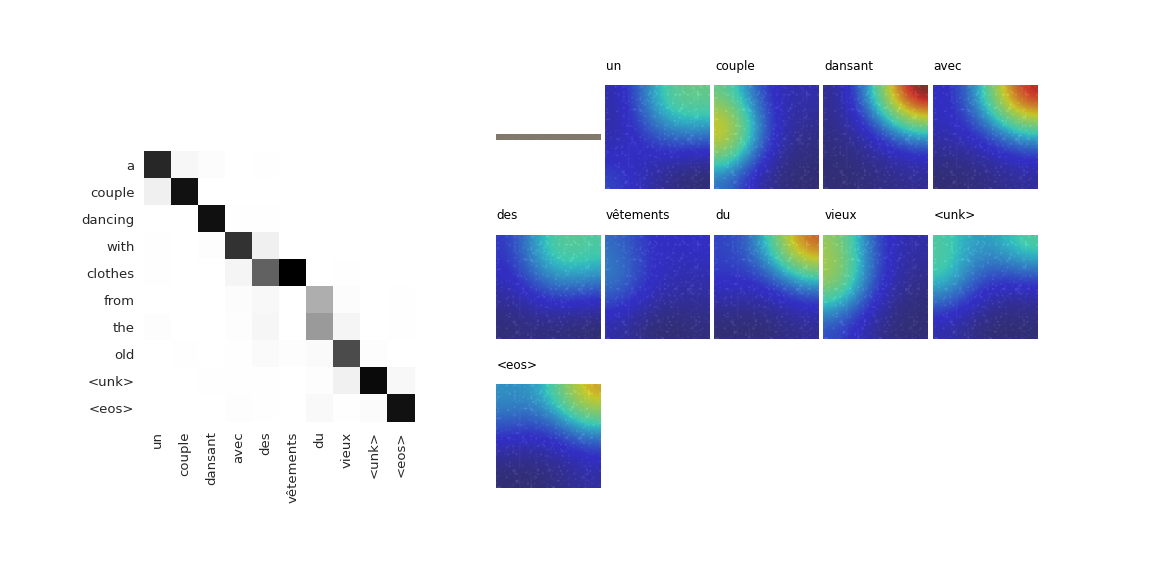 a
couple
dancing
with
clothes
from
the
old
<unk>
<eos>
un
couple
dansant
avec
des
vêtements
du
vieux
<unk>
<eos>
un couple dansant avec
des vêtements du vieux <unk>
<eos>